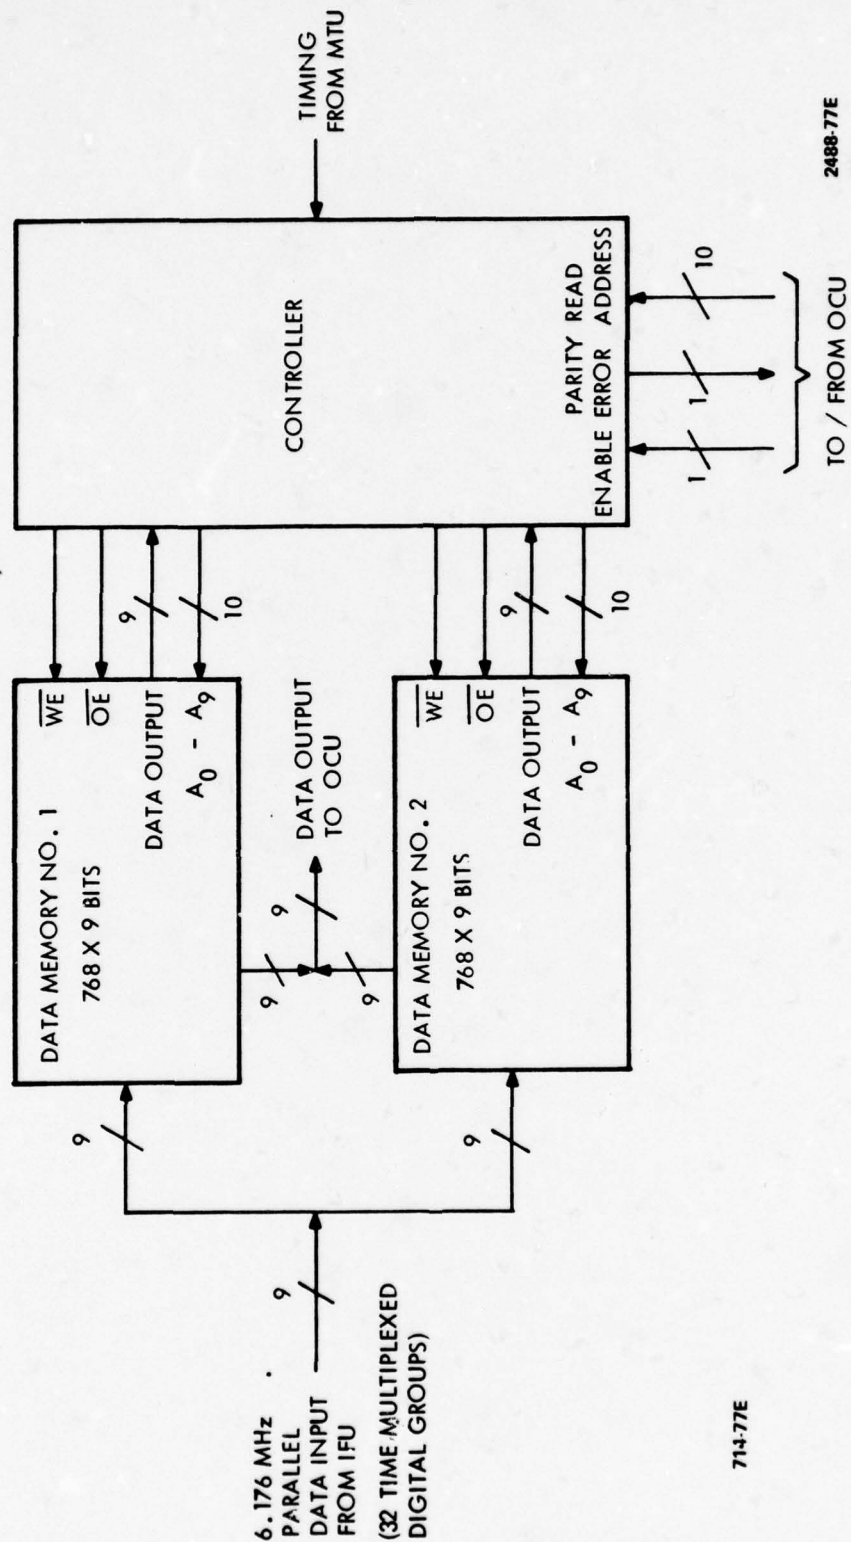 6.176 MHz
PARALLEL
DATA INPUT
FROM IFU
(32 TIME MULTIPLEXED
DIGITAL GROUPS)
9
9
9
DATA MEMORY NO. 1
768 X 9 BITS
WE
OE
DATA OUTPUT
A0 - A9
9
9
9
DATA OUTPUT
TO OCU
DATA MEMORY NO. 2
768 X 9 BITS
WE
OE
DATA OUTPUT
A0 - A9
9
10
9
10
CONTROLLER
PARITY READ
ENABLE ERROR ADDRESS
TIMING
FROM MTU
1
1
10
TO / FROM OCU
714-77E
2488-77E